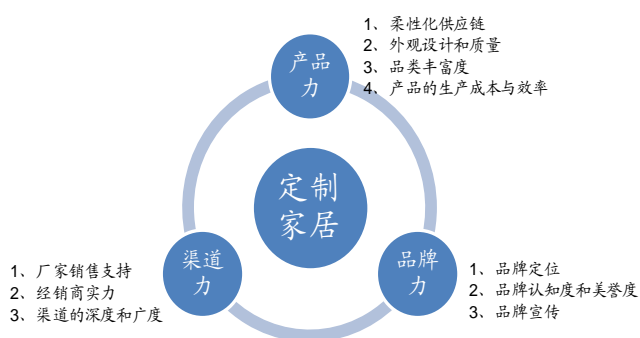 产品
力
1、柔性化供应链
2、外观设计和质量
3、品类丰富度
4、产品的生产成本与效率
定制
家居
渠道
力
1、厂家销售支持
2、经销商实力
3、渠道的深度和广度
品牌
力
1、品牌定位
2、品牌认知度和美誉度
3、品牌宣传